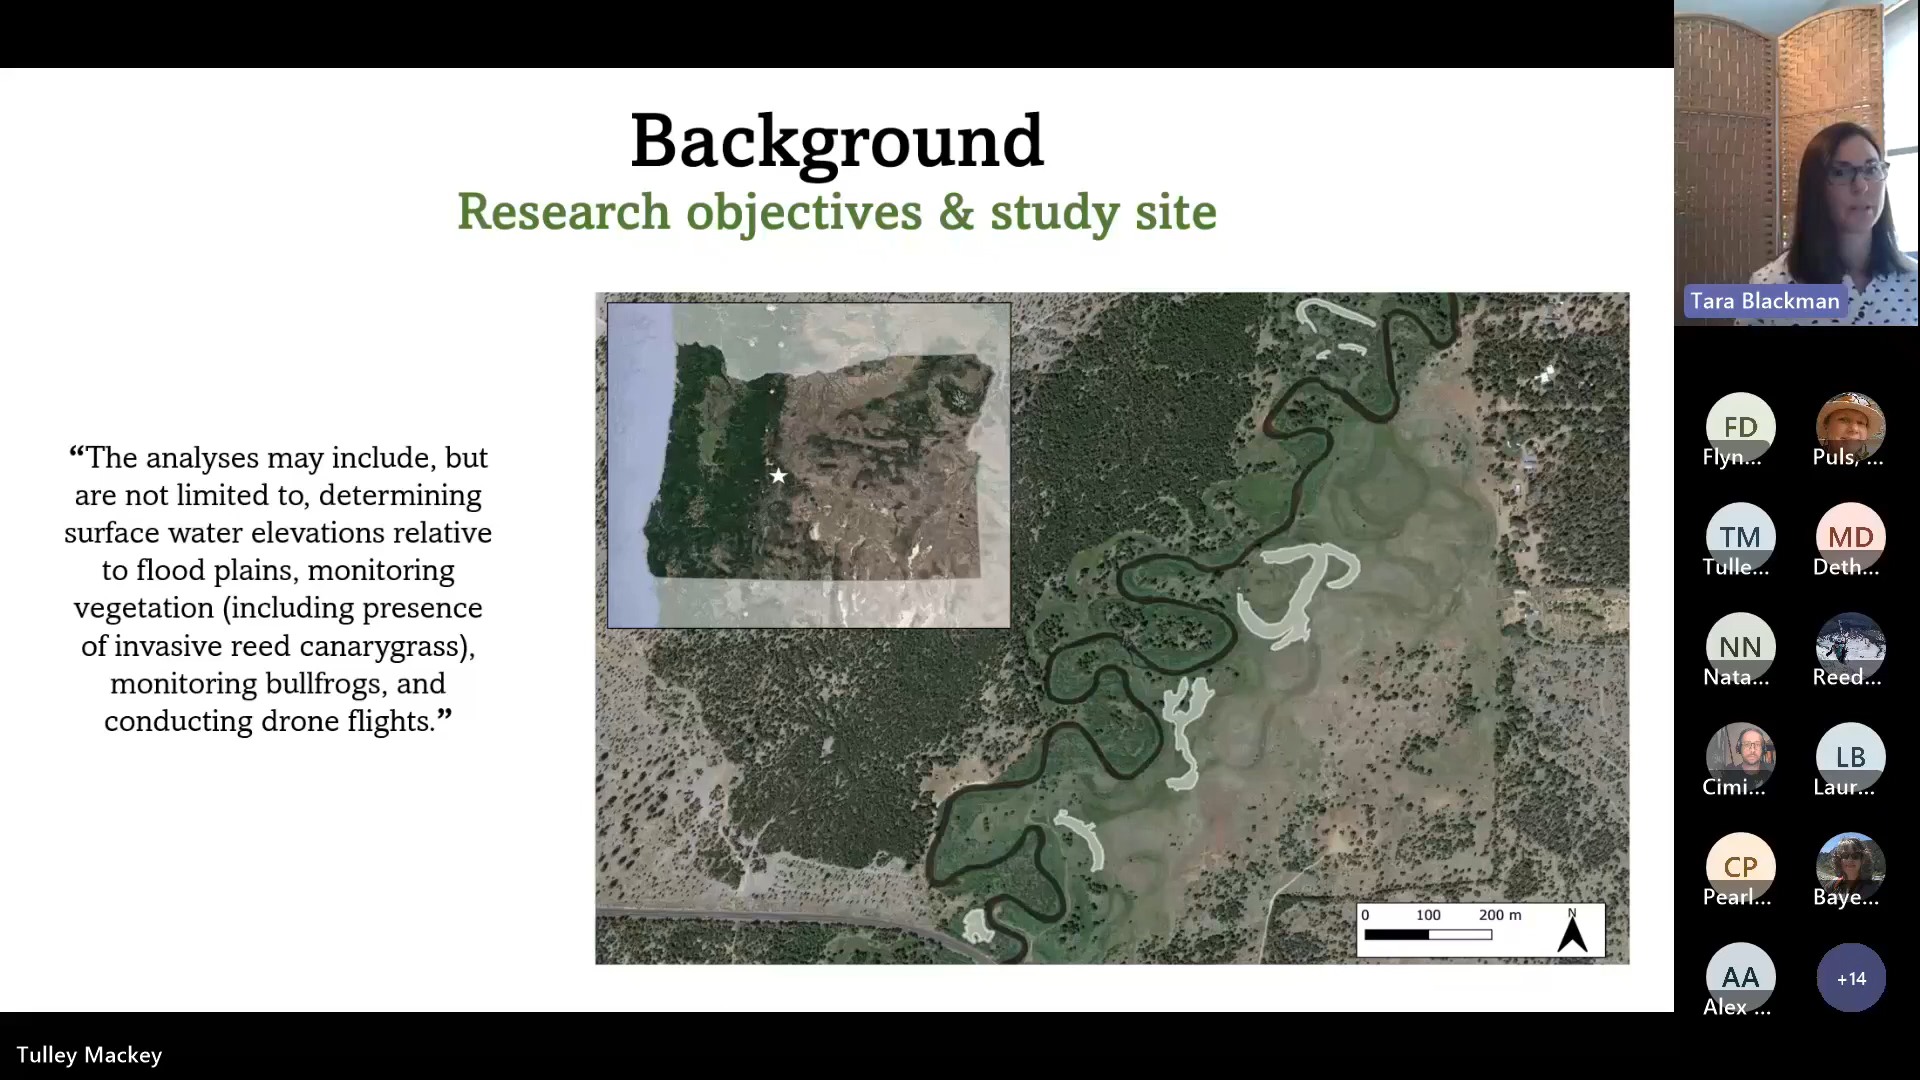 Background
Research objectives & study site
“The analyses may include, but
are not limited to, determining
surface water elevations relative
to flood plains, monitoring
vegetation (including presence
of invasive reed canarygrass),
monitoring bullfrogs, and
conducting drone flights.”
0 100 200 m
N
Tara Blackman
FD
Flyn...
Puls, ...
TM
Tulle...
MD
Deth...
NN
Nata...
Reed...
Cimi...
LB
Laur...
CP
Pearl...
Baye...
AA
Alex ...
+14
Tulley Mackey